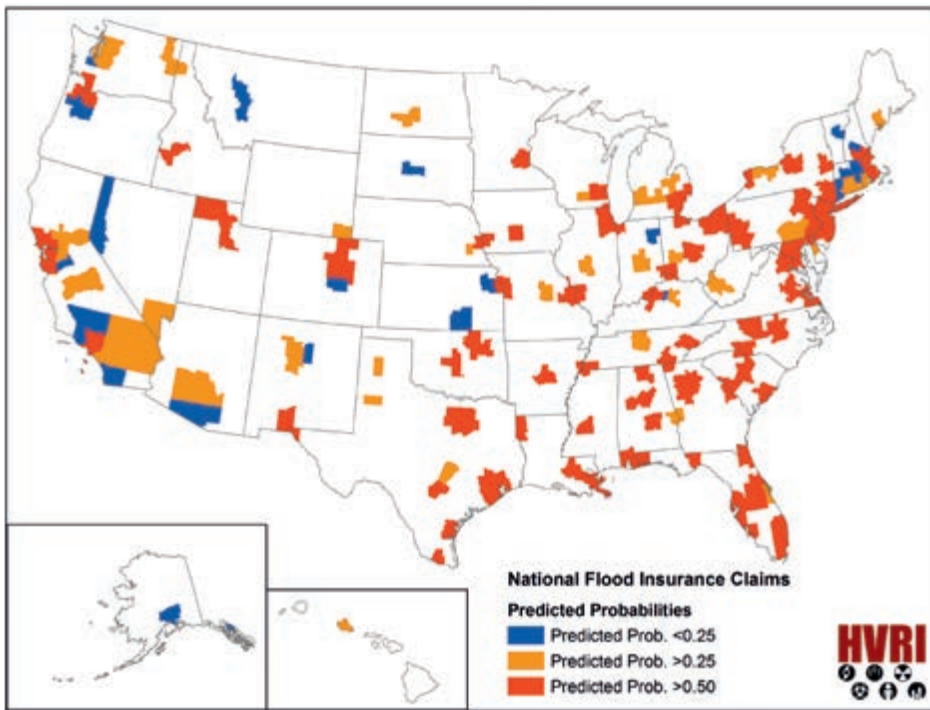 National Flood Insurance Claims
Predicted Probabilities
Predicted Prob. <0.25
Predicted Prob. >0.25
Predicted Prob. >0.50
HVRI